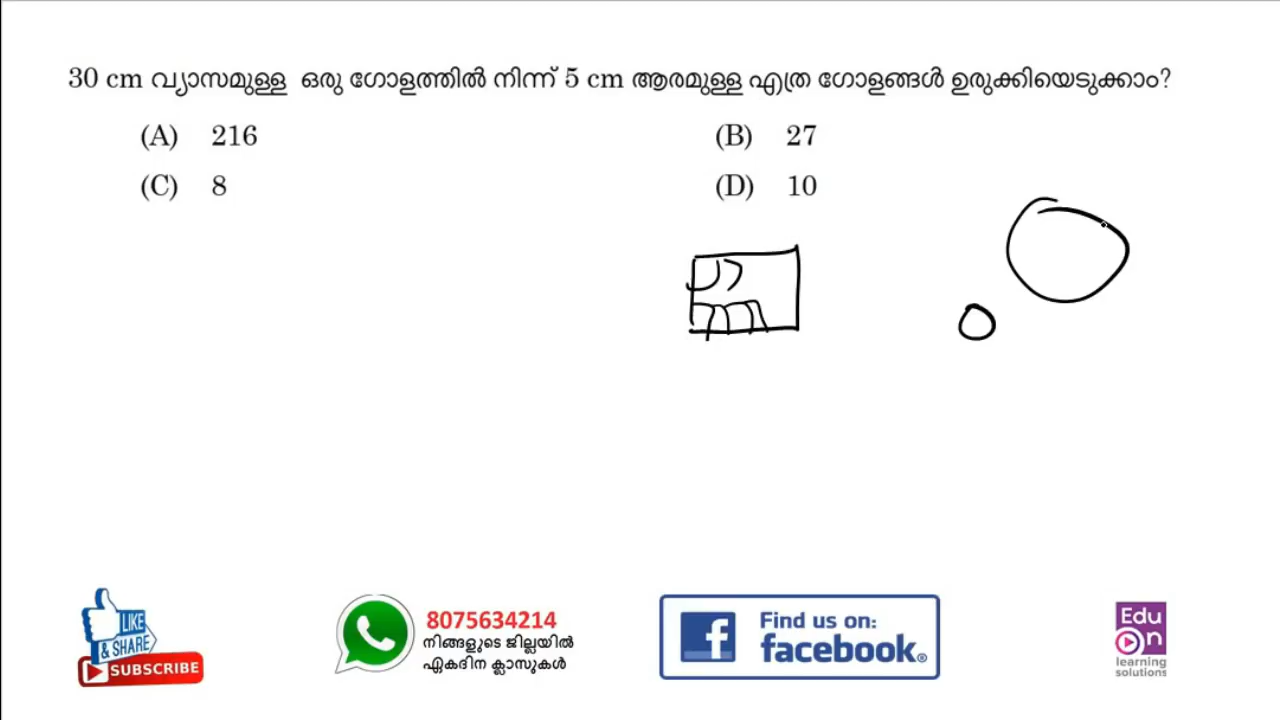 30 cm വ്യാസമുള്ള ഒരു ഗോളത്തിൽ നിന്ന് 5 cm ആരമുള്ള എത്ര ഗോളങ്ങൾ ഉരുക്കിയെടുക്കാം?
(A) 216
(B) 27
(C) 8
(D) 10
LIKE
& SHARE
SUBSCRIBE
8075634214
നിങ്ങളുടെ ജില്ലയിൽ
ഏകദിന ക്ലാസുകൾ
f
Find us on:
facebook®
Edu
On
learning
solutions